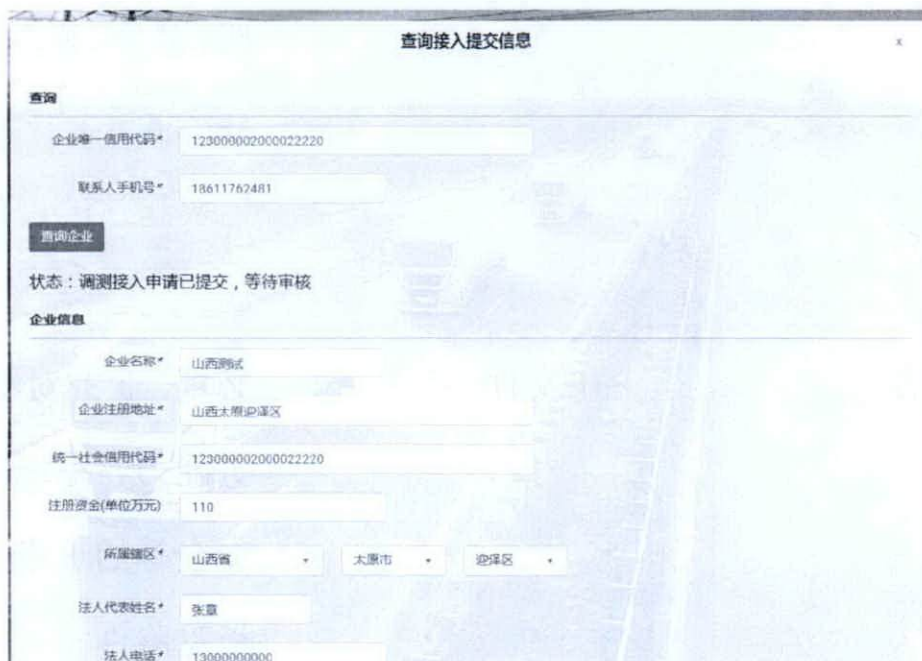 查询接入提交信息
x
查询
企业唯一信用代码* 123000002000022220
联系人手机号* 18611762481
查询企业
状态：调测接入申请已提交，等待审核
企业信息
企业名称* 山西测试
企业注册地址* 山西太原迎泽区
统一社会信用代码* 123000002000022220
注册资金(单位万元) 110
所属辖区* 山西省 太原市 迎泽区
法人代表姓名* 张章
法人电话* 13000000000